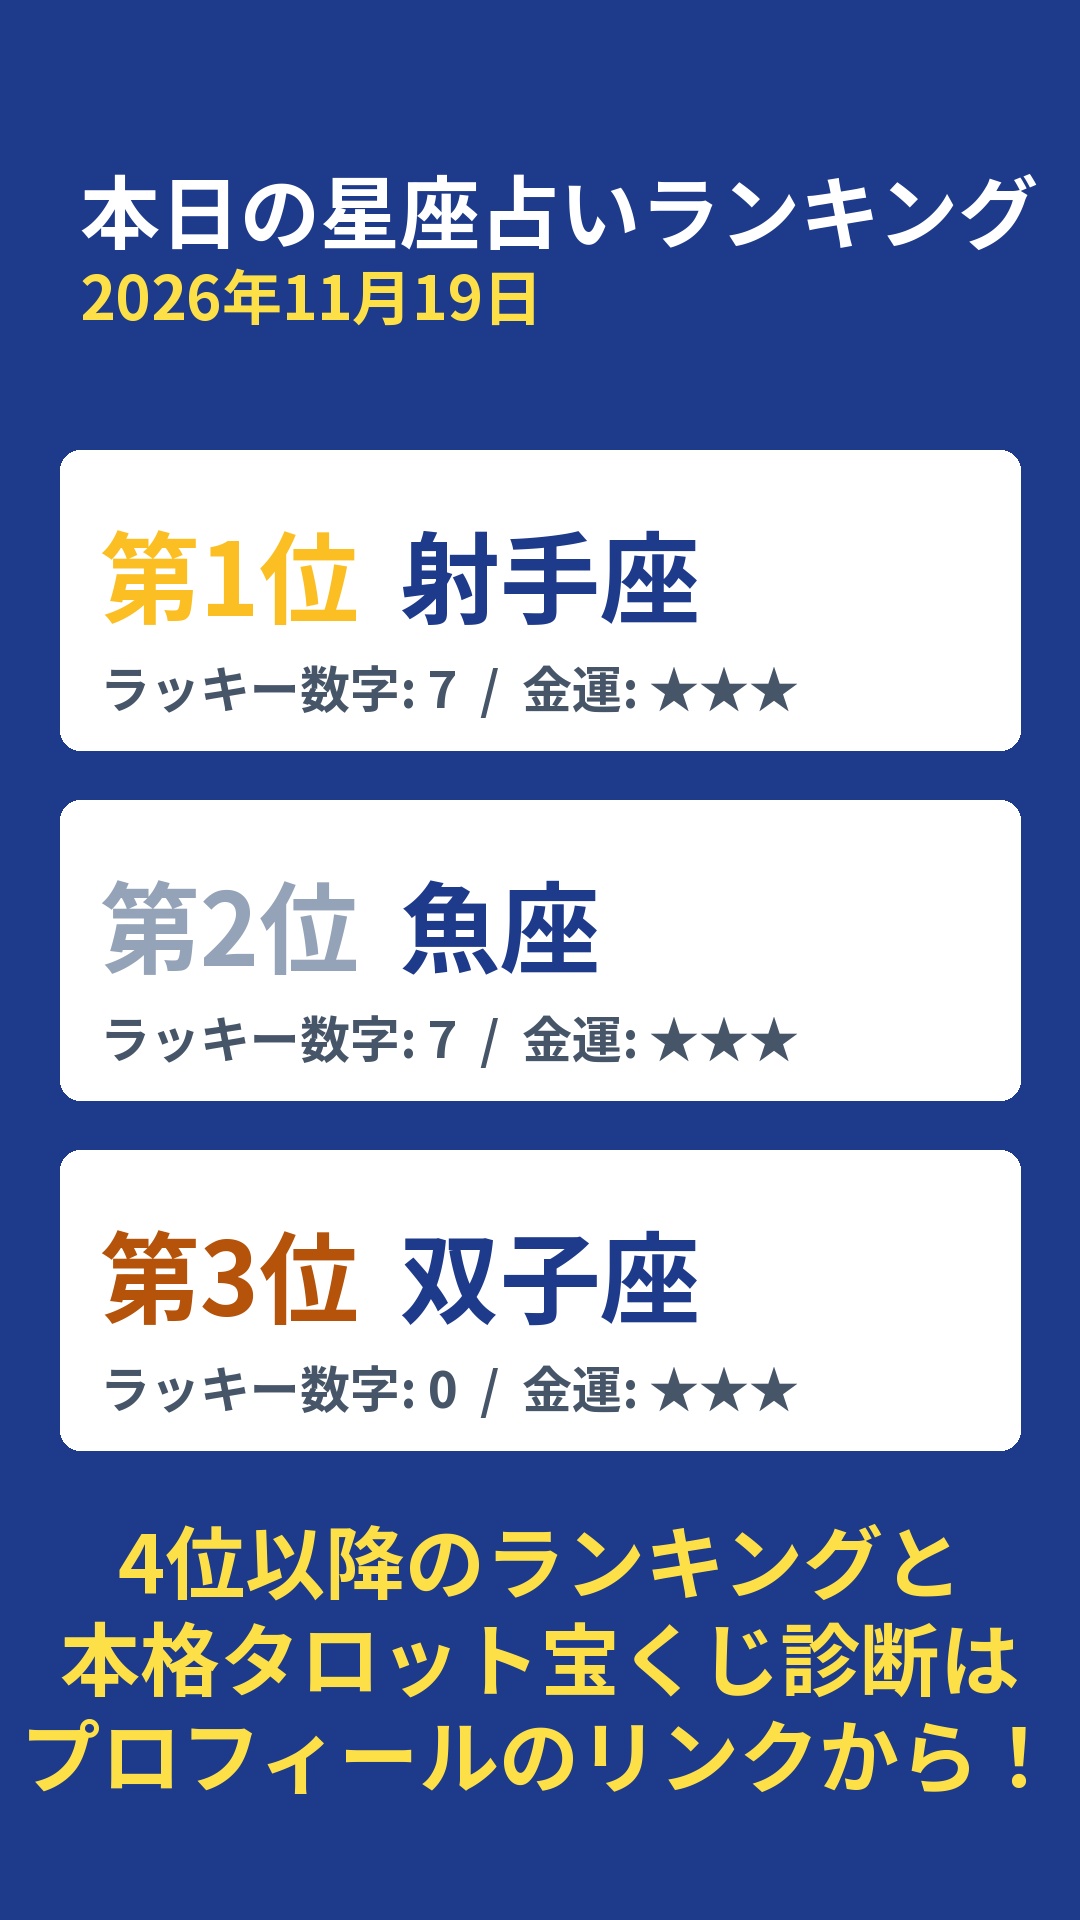 本日の星座占いランキング
2026年11月19日
第1位 射手座
ラッキー数字: 7 / 金運: ★★★
第2位 魚座
ラッキー数字: 7 / 金運: ★★★
第3位 双子座
ラッキー数字: 0 / 金運: ★★★
4位以降のランキングと
本格タロット宝くじ診断は
プロフィールのリンクから！